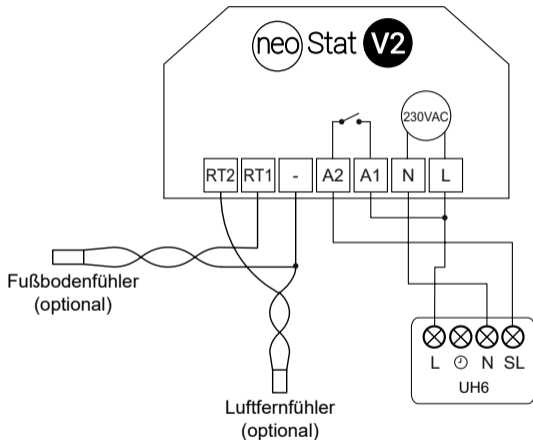 neo Stat V2
230VAC
RT2 RT1 - A2 A1 N L
Fußbodenfühler
(optional)
L N SL
UH6
Luftfernfühler
(optional)